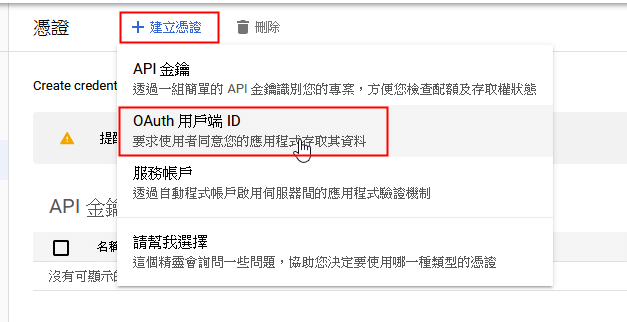 憑證
+ 建立憑證
刪除
API 金鑰
透過一組簡單的 API 金鑰識別您的專案，方便您檢查配額及存取權狀態
Create credent
OAuth 用戶端 ID
要求使用者同意您的應用程式存取其資料
提醒
服務帳戶
透過自動程式帳戶啟用伺服器間的應用程式驗證機制
API 金鑰
名稱
請幫我選擇
這個精靈會詢問一些問題，協助您決定要使用哪一種類型的憑證
沒有可顯示的